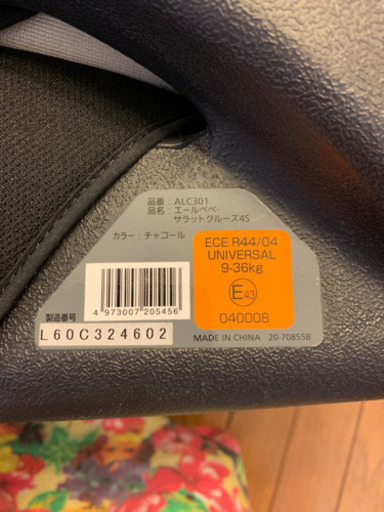 品番 : ALC301
品名 : エールベベ・
サラットグルーズ4S
カラー : チャコール
ECE R44/04
UNIVERSAL
9-36kg
E43
040008
4 973007 205456
製造番号
L60C324602
MADE IN CHINA 20-70855B